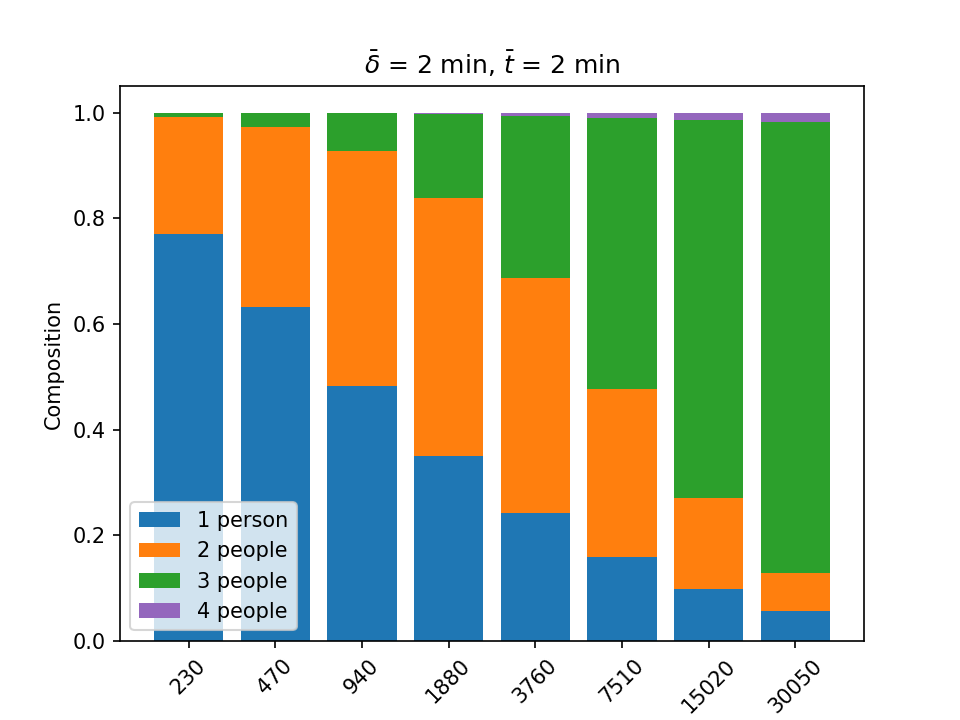 δ̄ = 2 min, t̄ = 2 min
Composition
1.0
0.8
0.6
0.4
0.2
0.0
1 person
2 people
3 people
4 people
230
470
940
1880
3760
7510
15020
30050